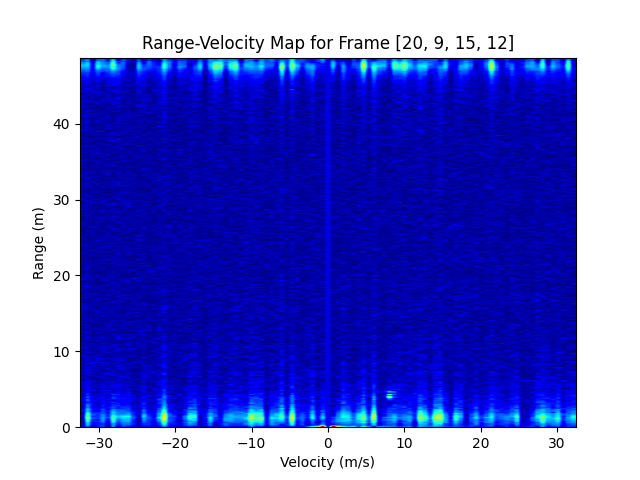 Range-Velocity Map for Frame [20, 9, 15, 12]
Range (m)
40
30
20
10
0
−30 −20 −10 0 10 20 30
Velocity (m/s)